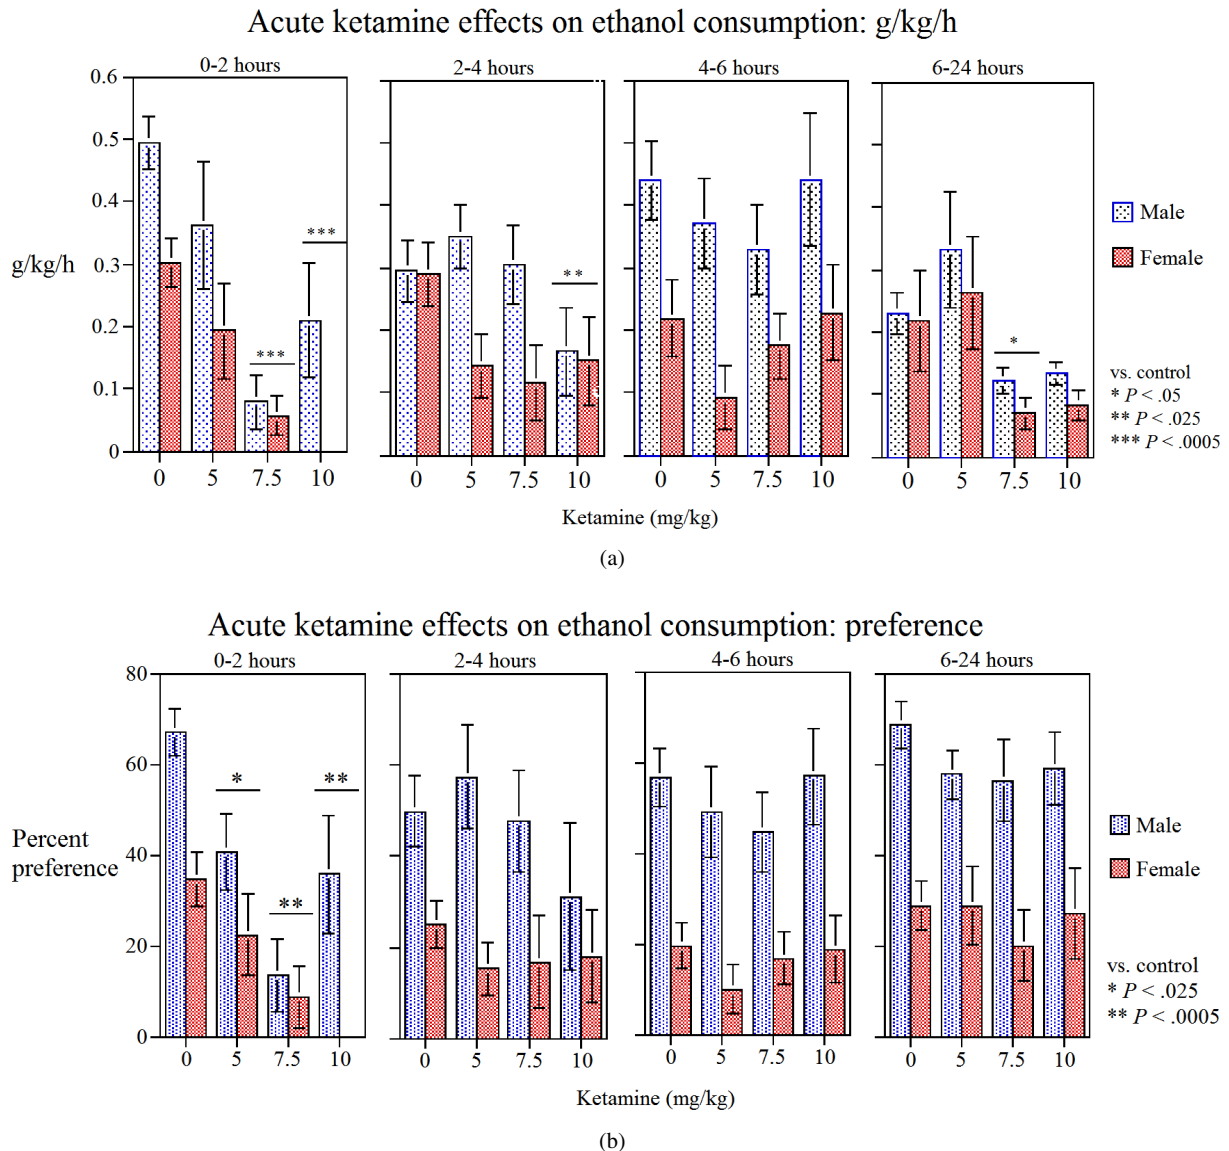 Acute ketamine effects on ethanol consumption: g/kg/h
0-2 hours 2-4 hours 4-6 hours 6-24 hours
0.6
0.5
0.4
0.3
0.2
0.1
0
g/kg/h
***
***
**
*
Male
Female
vs. control
* P < .05
** P < .025
*** P < .0005
0 5 7.5 10 0 5 7.5 10 0 5 7.5 10 0 5 7.5 10
Ketamine (mg/kg)
(a)
Acute ketamine effects on ethanol consumption: preference
0-2 hours 2-4 hours 4-6 hours 6-24 hours
80
60
40
20
0
Percent
preference
*
**
**
Male
Female
vs. control
* P < .025
** P < .0005
0 5 7.5 10 0 5 7.5 10 0 5 7.5 10 0 5 7.5 10
Ketamine (mg/kg)
(b)